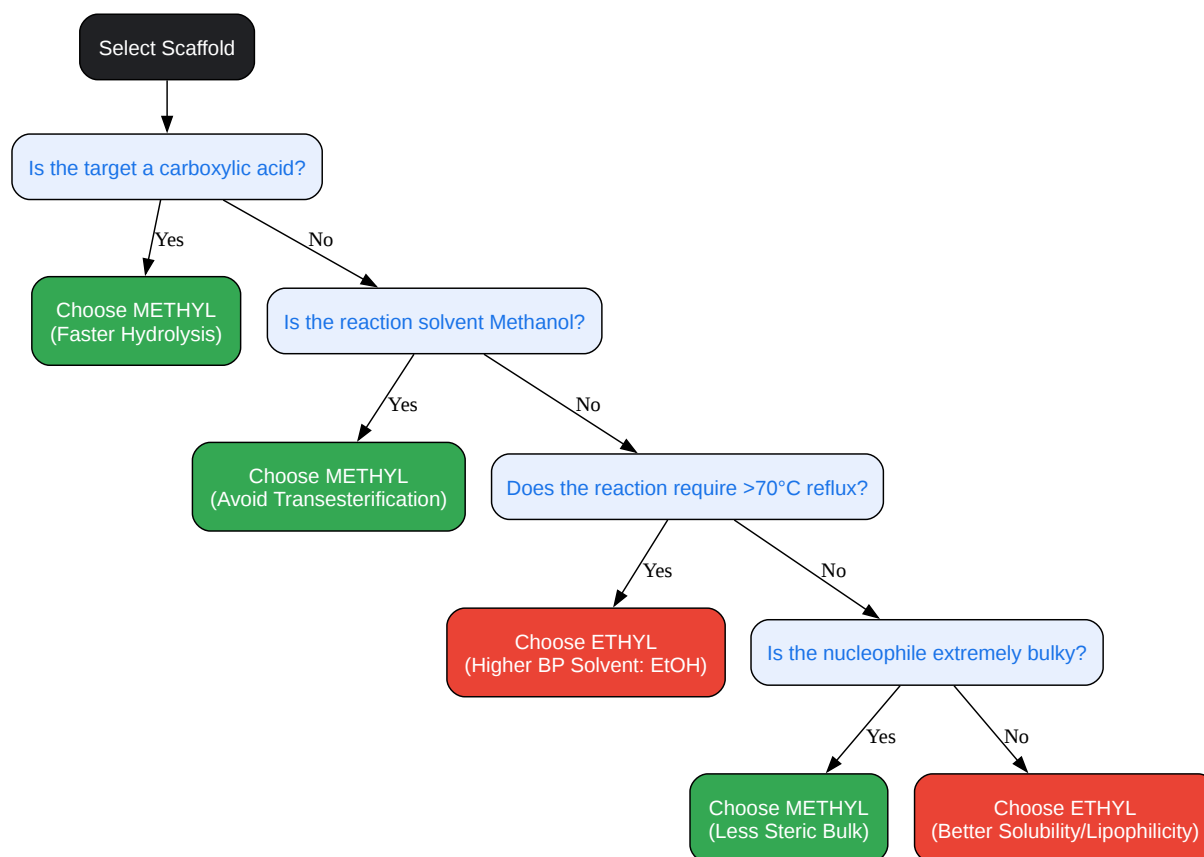 Select Scaffold
Is the target a carboxylic acid?
Yes
No
Choose METHYL
(Faster Hydrolysis)
Is the reaction solvent Methanol?
Yes
No
Choose METHYL
(Avoid Transesterification)
Does the reaction require >70°C reflux?
Yes
No
Choose ETHYL
(Higher BP Solvent: EtOH)
Is the nucleophile extremely bulky?
Yes
No
Choose METHYL
(Less Steric Bulk)
Choose ETHYL
(Better Solubility/Lipophilicity)